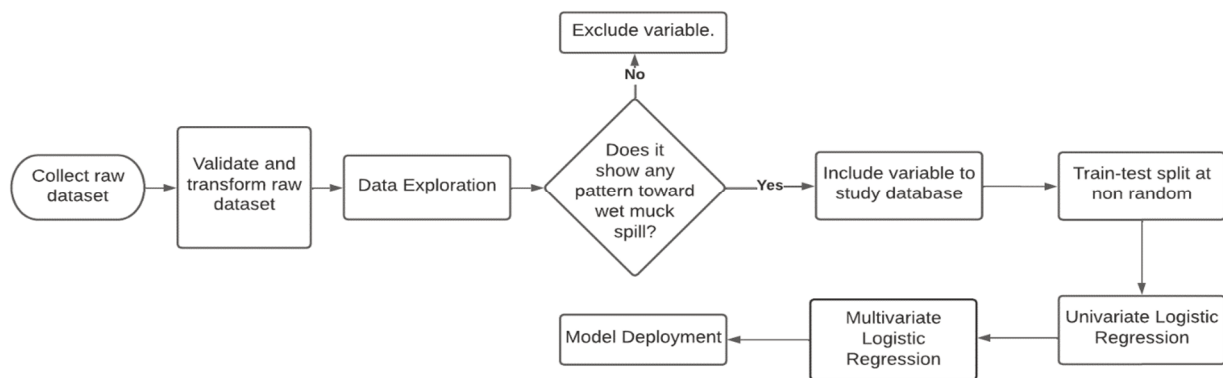 Exclude variable.
No
Collect raw
dataset
Validate and
transform raw
dataset
Data Exploration
Does it
show any
pattern toward
wet muck
spill?
Yes
Include variable to
study database
Train-test split at
non random
Univariate Logistic
Regression
Multivariate
Logistic
Regression
Model Deployment